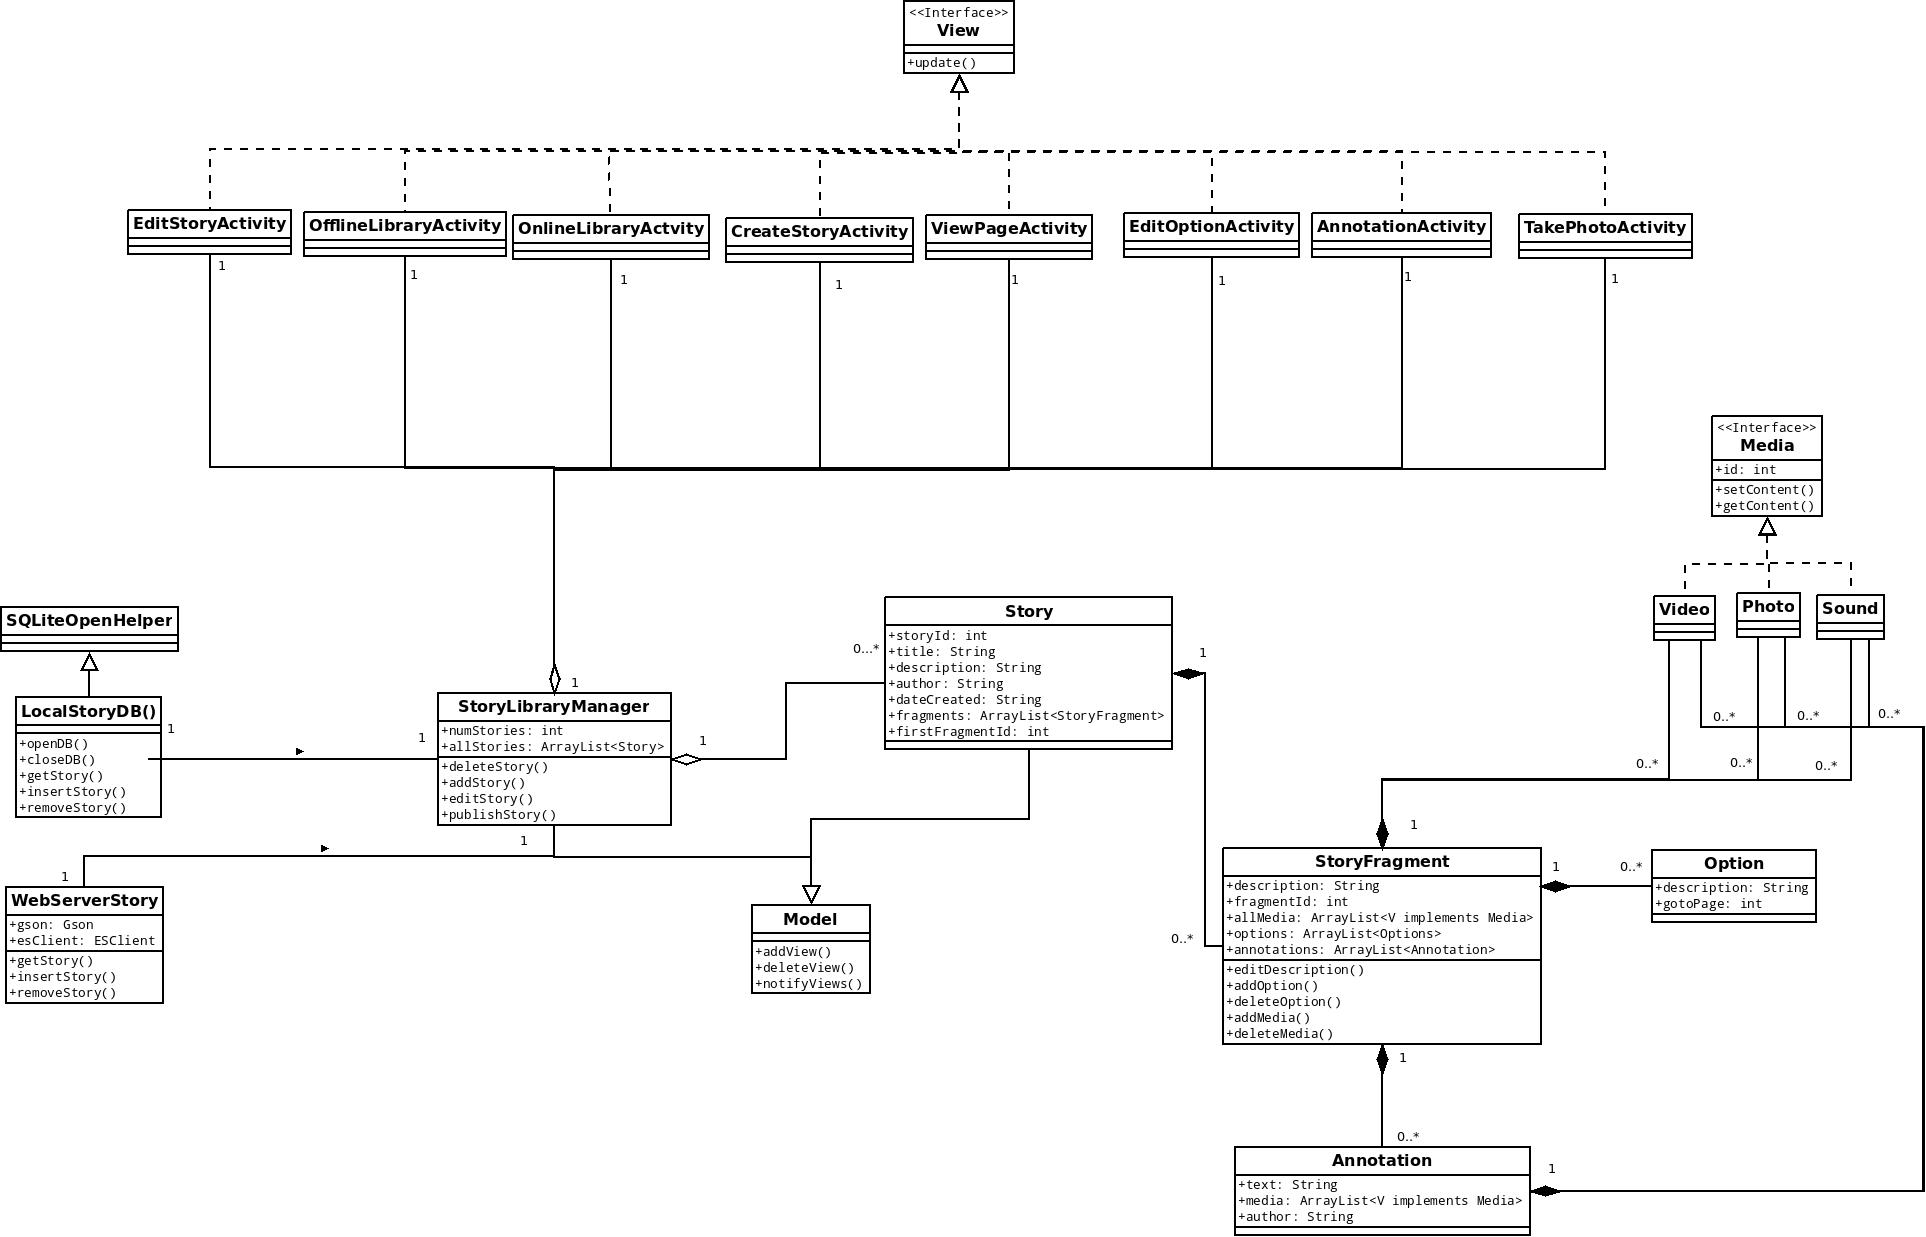 <<Interface>>
View
+update()
EditStoryActivity
OfflineLibraryActivity
OnlineLibraryActvity
CreateStoryActivity
ViewPageActivity
EditOptionActivity
AnnotationActivity
TakePhotoActivity
1
1
1
1
1
1
1
1
<<Interface>>
Media
+id: int
+setContent()
+getContent()
Video
Photo
Sound
0..*
0..*
0..*
0..*
0..*
0..*
SQLiteOpenHelper
LocalStoryDB()
+openDB()
+closeDB()
+getStory()
+insertStory()
+removeStory()
1
1
1
StoryLibraryManager
+numStories: int
+allStories: ArrayList<Story>
+deleteStory()
+addStory()
+editStory()
+publishStory()
1
0..*
Story
+storyId: int
+title: String
+description: String
+author: String
+dateCreated: String
+fragments: ArrayList<StoryFragment>
+firstFragmentId: int
1
0..*
1
1
WebServerStory
+gson: Gson
+esClient: ESClient
+getStory()
+insertStory()
+removeStory()
Model
+addView()
+deleteView()
+notifyViews()
1
StoryFragment
+description: String
+fragmentId: int
+allMedia: ArrayList<V implements Media>
+options: ArrayList<Options>
+annotations: ArrayList<Annotation>
+editDescription()
+addOption()
+deleteOption()
+addMedia()
+deleteMedia()
1
0..*
Option
+description: String
+gotoPage: int
1
0..*
Annotation
+text: String
+media: ArrayList<V implements Media>
+author: String
1